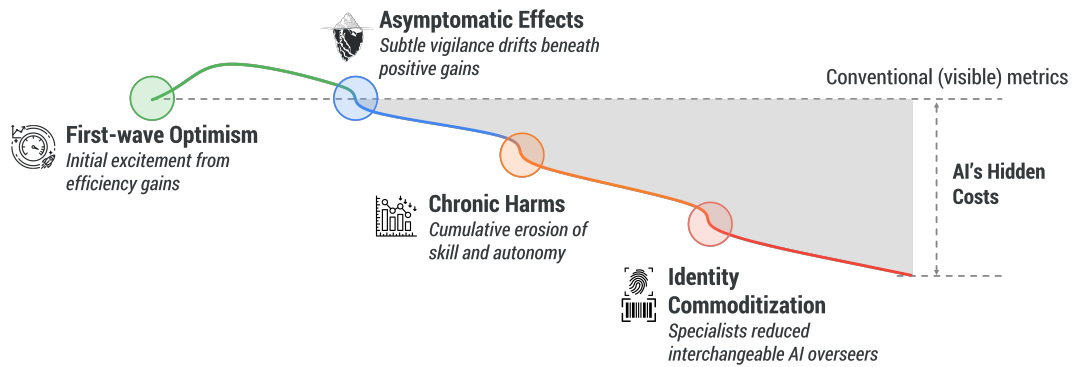 Asymptomatic Effects
Subtle vigilance drifts beneath
positive gains
Conventional (visible) metrics
First-wave Optimism
Initial excitement from
efficiency gains
AI's Hidden
Costs
Chronic Harms
Cumulative erosion of
skill and autonomy
Identity
Commoditization
Specialists reduced
interchangeable AI overseers